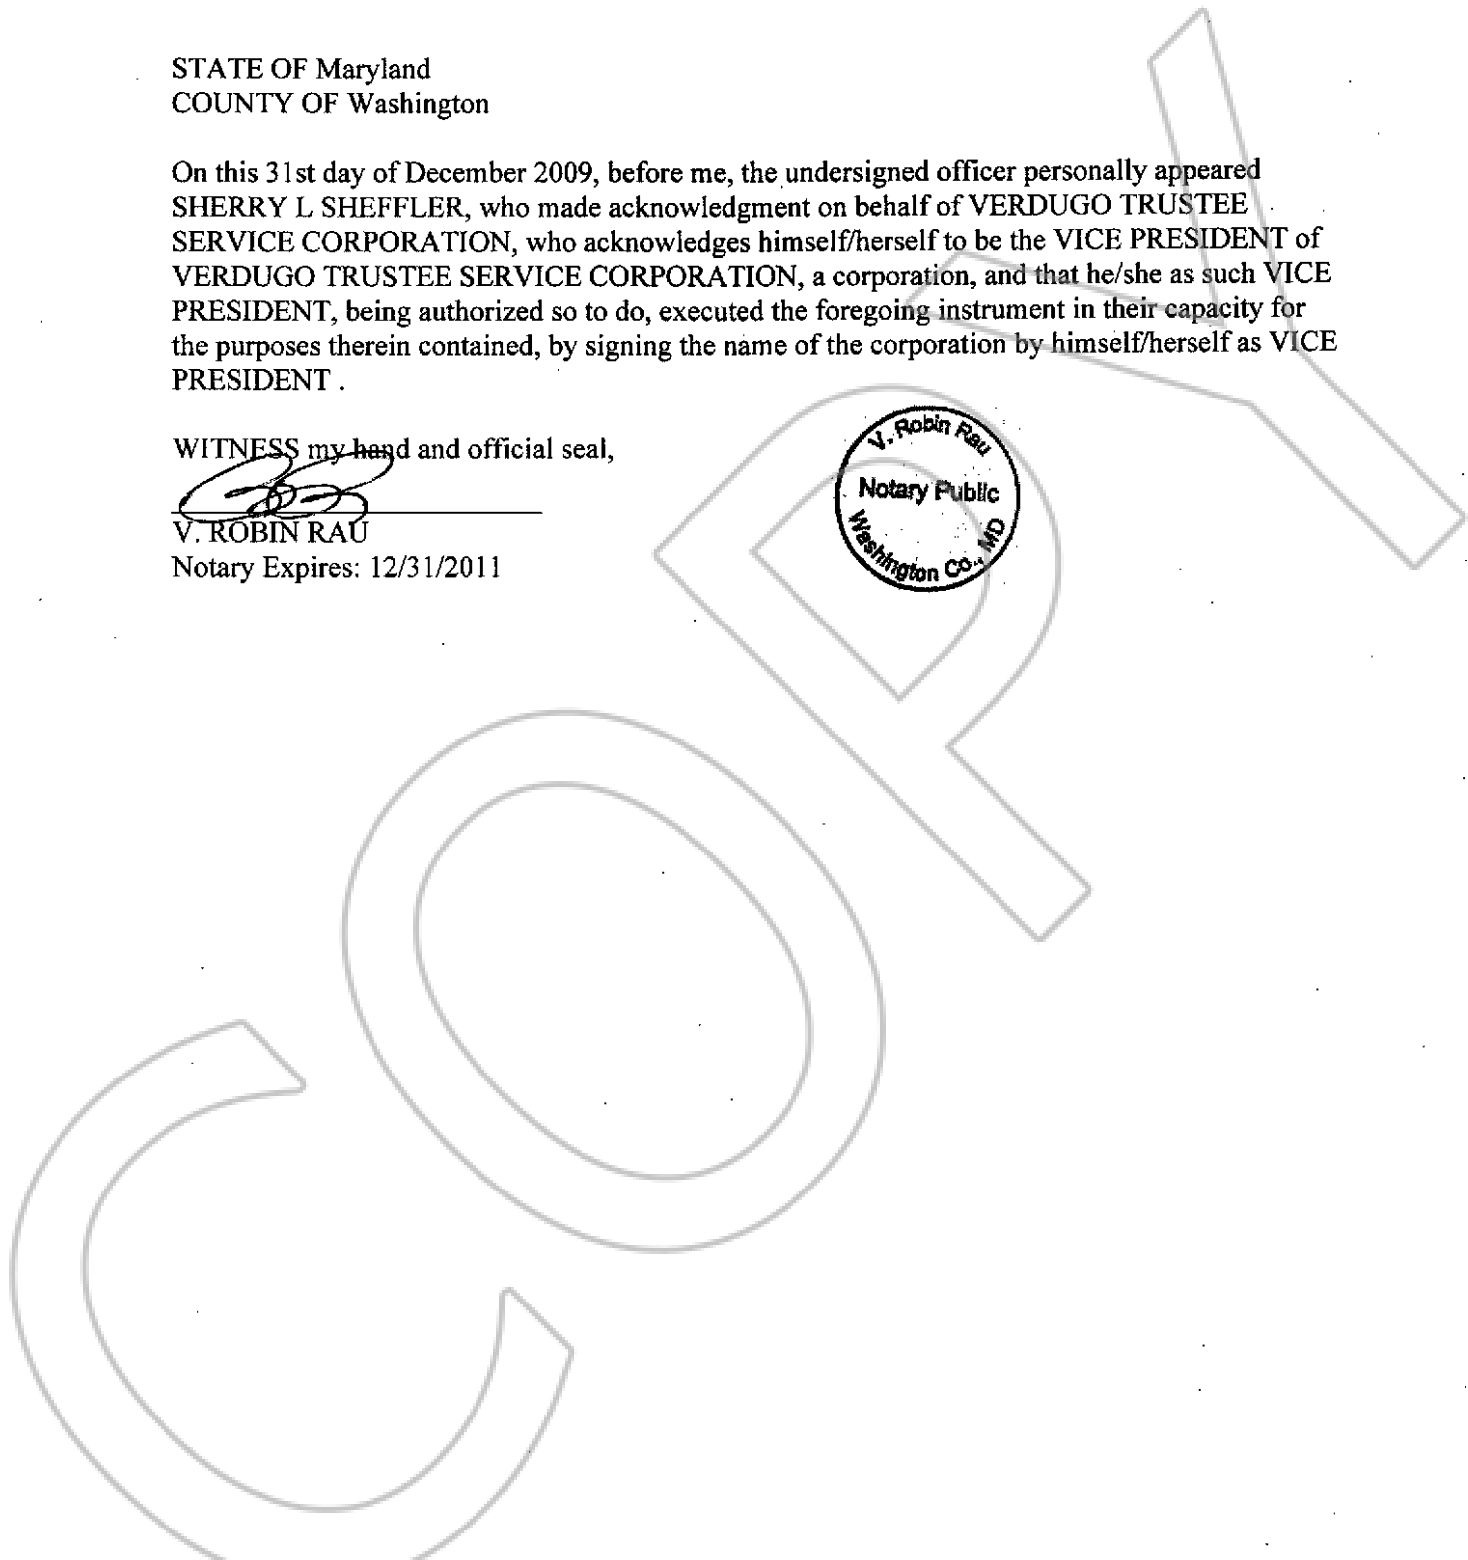 STATE OF Maryland
COUNTY OF Washington
On this 31st day of December 2009, before me, the undersigned officer personally appeared
SHERRY L SHEFFLER, who made acknowledgment on behalf of VERDUGO TRUSTEE
SERVICE CORPORATION, who acknowledges himself/herself to be the VICE PRESIDENT of
VERDUGO TRUSTEE SERVICE CORPORATION, a corporation, and that he/she as such VICE
PRESIDENT, being authorized so to do, executed the foregoing instrument in their capacity for
the purposes therein contained, by signing the name of the corporation by himself/herself as VICE
PRESIDENT .
WITNESS my hand and official seal,
V. ROBIN RAU
Notary Expires: 12/31/2011
V. Robin Rau
Notary Public
Washington Co., MD
COPY